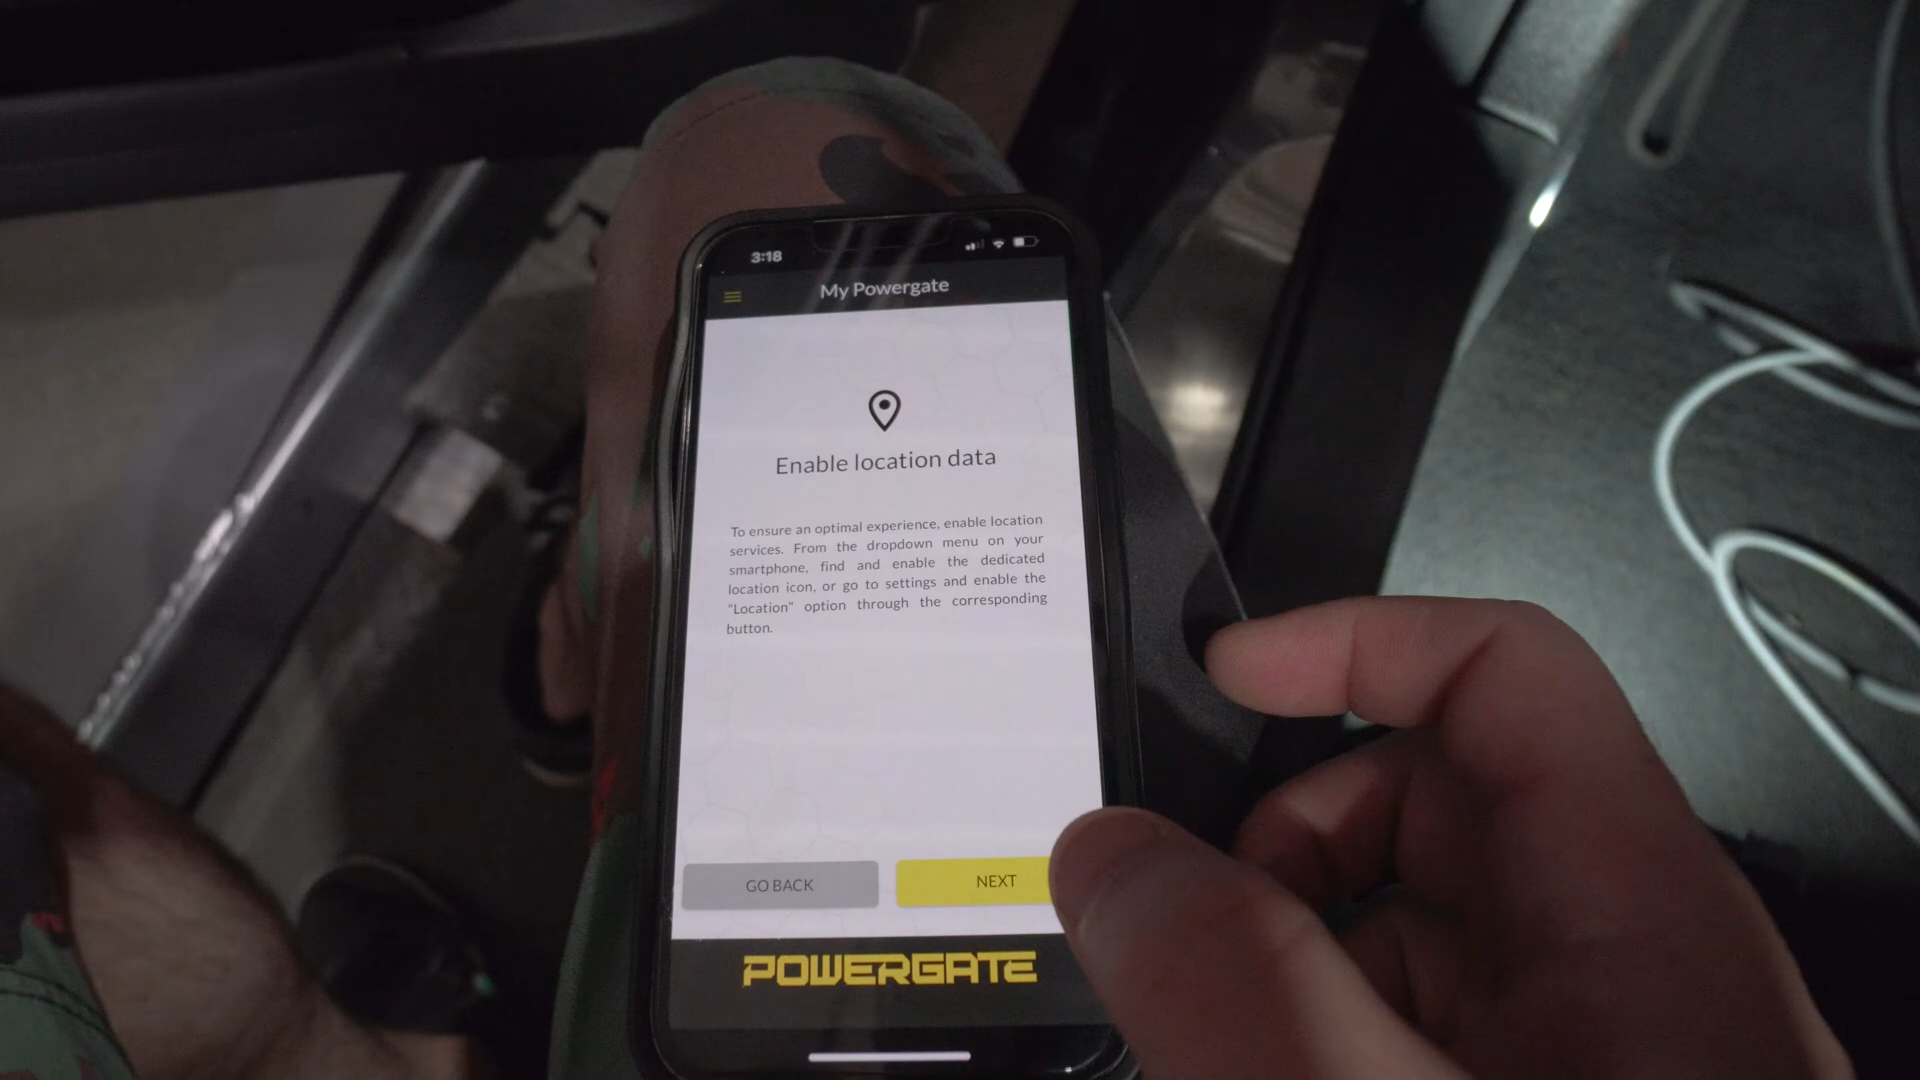 3:18
My Powergate
Enable location data
To ensure an optimal experience, enable location
services. From the dropdown menu on your
smartphone, find and enable the dedicated
location icon, or go to settings and enable the
"Location" option through the corresponding
button.
GO BACK
NEXT
POWERGATE